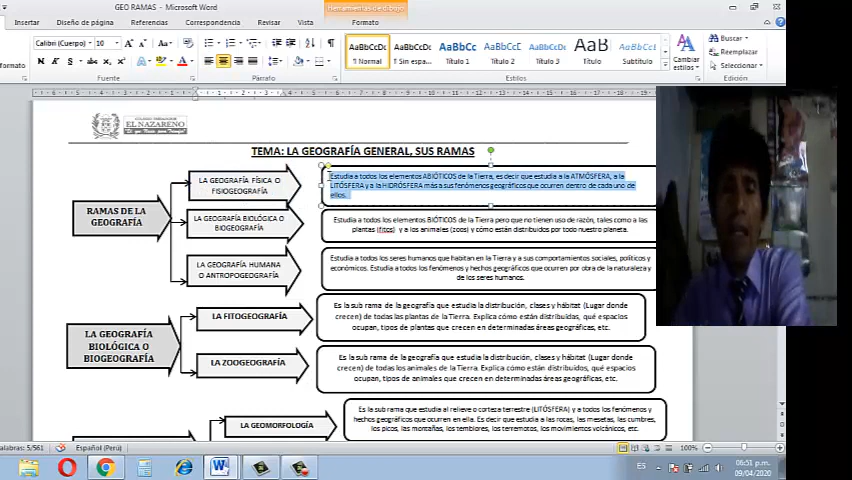 GEO RAMAS - Microsoft Word
Herramientas de dibujo
Insertar Diseño de página Referencias Correspondencia Revisar Vista Formato
Calibri (Cuerpo) 10
Buscar
Reemplazar
Seleccionar
formato
AaBbCcDc AaBbCcDc AaBbCc AaBbCc AaBbCc AaB AaBbCc
¶ Normal ¶ Sin espa... Título 1 Título 2 Título 3 Título Subtítulo
Cambiar estilos
Fuente Párrafo Estilos Edición
EL NAZARENO
TEMA: LA GEOGRAFÍA GENERAL, SUS RAMAS
RAMAS DE LA
GEOGRAFÍA
LA GEOGRAFÍA FÍSICA O
FISIOGEOGRAFÍA
Estudia a todos los elementos ABIÓTICOS de la Tierra, es decir que estudia a la ATMÓSFERA, a la
LITÓSFERA y a la HIDRÓSFERA más a sus fenómenos geográficos que ocurren dentro de cada uno de
ellos.
LA GEOGRAFÍA BIOLÓGICA O
BIOGEOGRAFÍA
Estudia a todos los elementos BIÓTICOS de la Tierra pero que no tienen uso de razón, tales como a las
plantas (fitos) y a los animales (zoos) y cómo están distribuidos por todo nuestro planeta.
LA GEOGRAFÍA HUMANA
O ANTROPOGEOGRAFÍA
Estudia a todos los seres humanos que habitan en la Tierra y a sus comportamientos sociales, políticos y
económicos. Estudia a todos los fenómenos y hechos geográficos que ocurren por obra de la naturaleza y
de los seres humanos.
LA GEOGRAFÍA
BIOLÓGICA O
BIOGEOGRAFÍA
LA FITOGEOGRAFÍA
Es la sub rama de la geografía que estudia la distribución, clases y hábitat (Lugar donde
crecen) de todas las plantas de la Tierra. Explica cómo están distribuidas, qué espacios
ocupan, tipos de plantas que crecen en determinadas áreas geográficas, etc.
LA ZOOGEOGRAFÍA
Es la sub rama de la geografía que estudia la distribución, clases y hábitat (Lugar donde
crecen) de todos los animales de la Tierra. Explica cómo están distribuidos, qué espacios
ocupan, tipos de animales que crecen en determinadas áreas geográficas, etc.
LA GEOMORFOLOGÍA
Es la sub rama que estudia al relieve o corteza terrestre (LITÓSFERA) y a todos los fenómenos y
hechos geográficos que ocurren en ella. Es decir que estudia a las rocas, las mesetas, las cumbres,
los picos, las montañas, los temblores, los terremotos, los movimientos volcánicos, etc.
alabras: 5/561 Español (Perú) 100%
ES
08:51 p.m.
09/04/2020